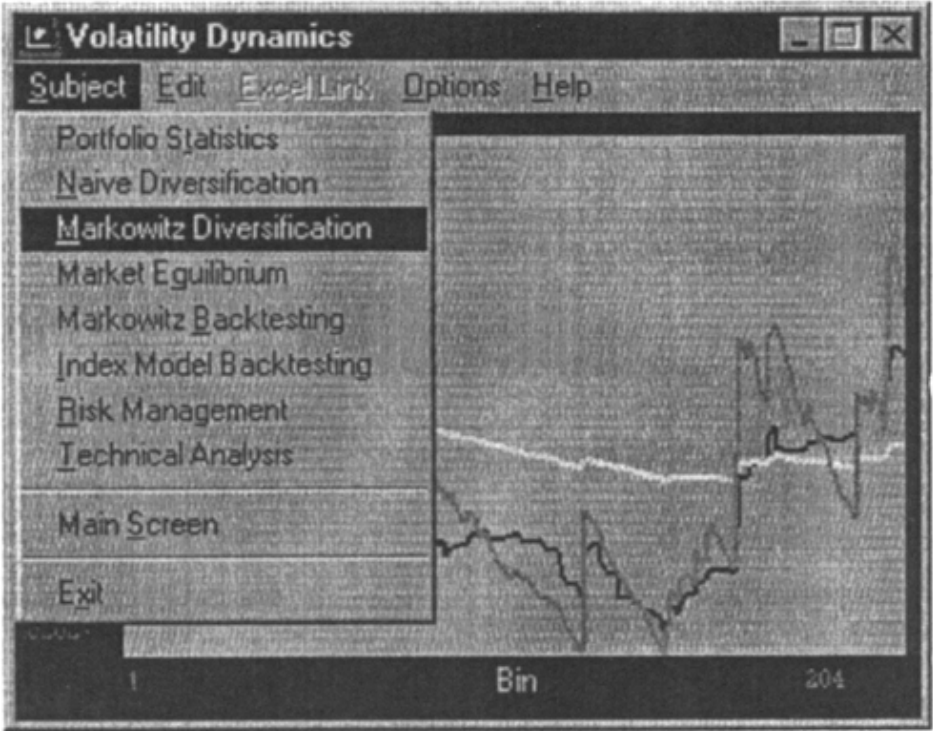 Volatility Dynamics
Subject Edit Excel Link Options Help
Portfolio Statistics
Naive Diversification
Markowitz Diversification
Market Equilibrium
Markowitz Backtesting
Index Model Backtesting
Risk Management
Technical Analysis
Main Screen
Exit
1 Bin 204